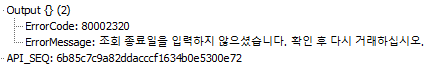 Output {} (2)
ErrorCode: 80002320
ErrorMessage: 조회 종료일을 입력하지 않으셨습니다. 확인 후 다시 거래하십시오.
API_SEQ: 6b85c7c9a82ddacccf1634b0e5300e72